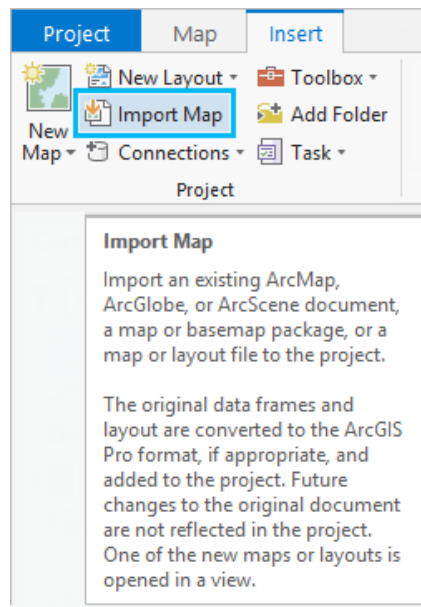 Project Map Insert
New Layout Toolbox
Import Map Add Folder
New
Map Connections Task
Project
Import Map
Import an existing ArcMap,
ArcGlobe, or ArcScene document,
a map or basemap package, or a
map or layout file to the project.
The original data frames and
layout are converted to the ArcGIS
Pro format, if appropriate, and
added to the project. Future
changes to the original document
are not reflected in the project.
One of the new maps or layouts is
opened in a view.